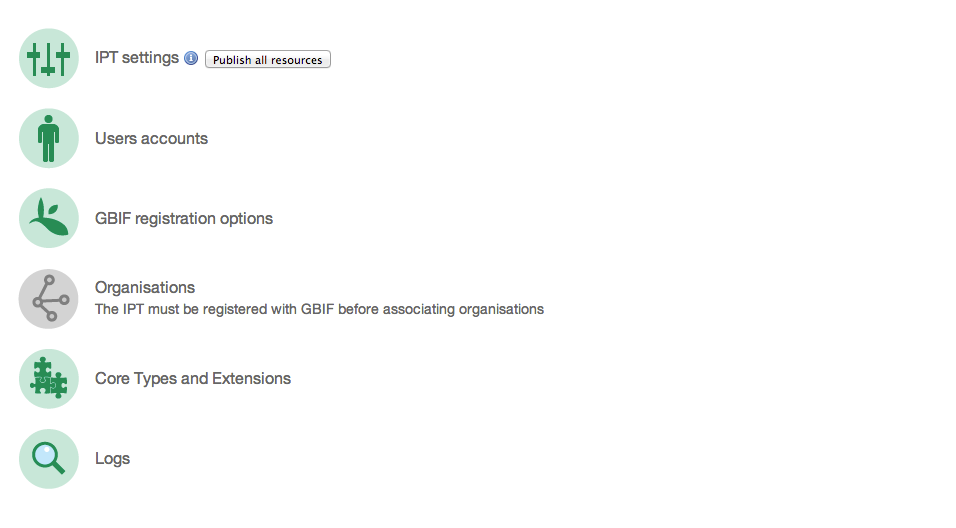 IPT settings i Publish all resources
Users accounts
GBIF registration options
Organisations
The IPT must be registered with GBIF before associating organisations
Core Types and Extensions
Logs